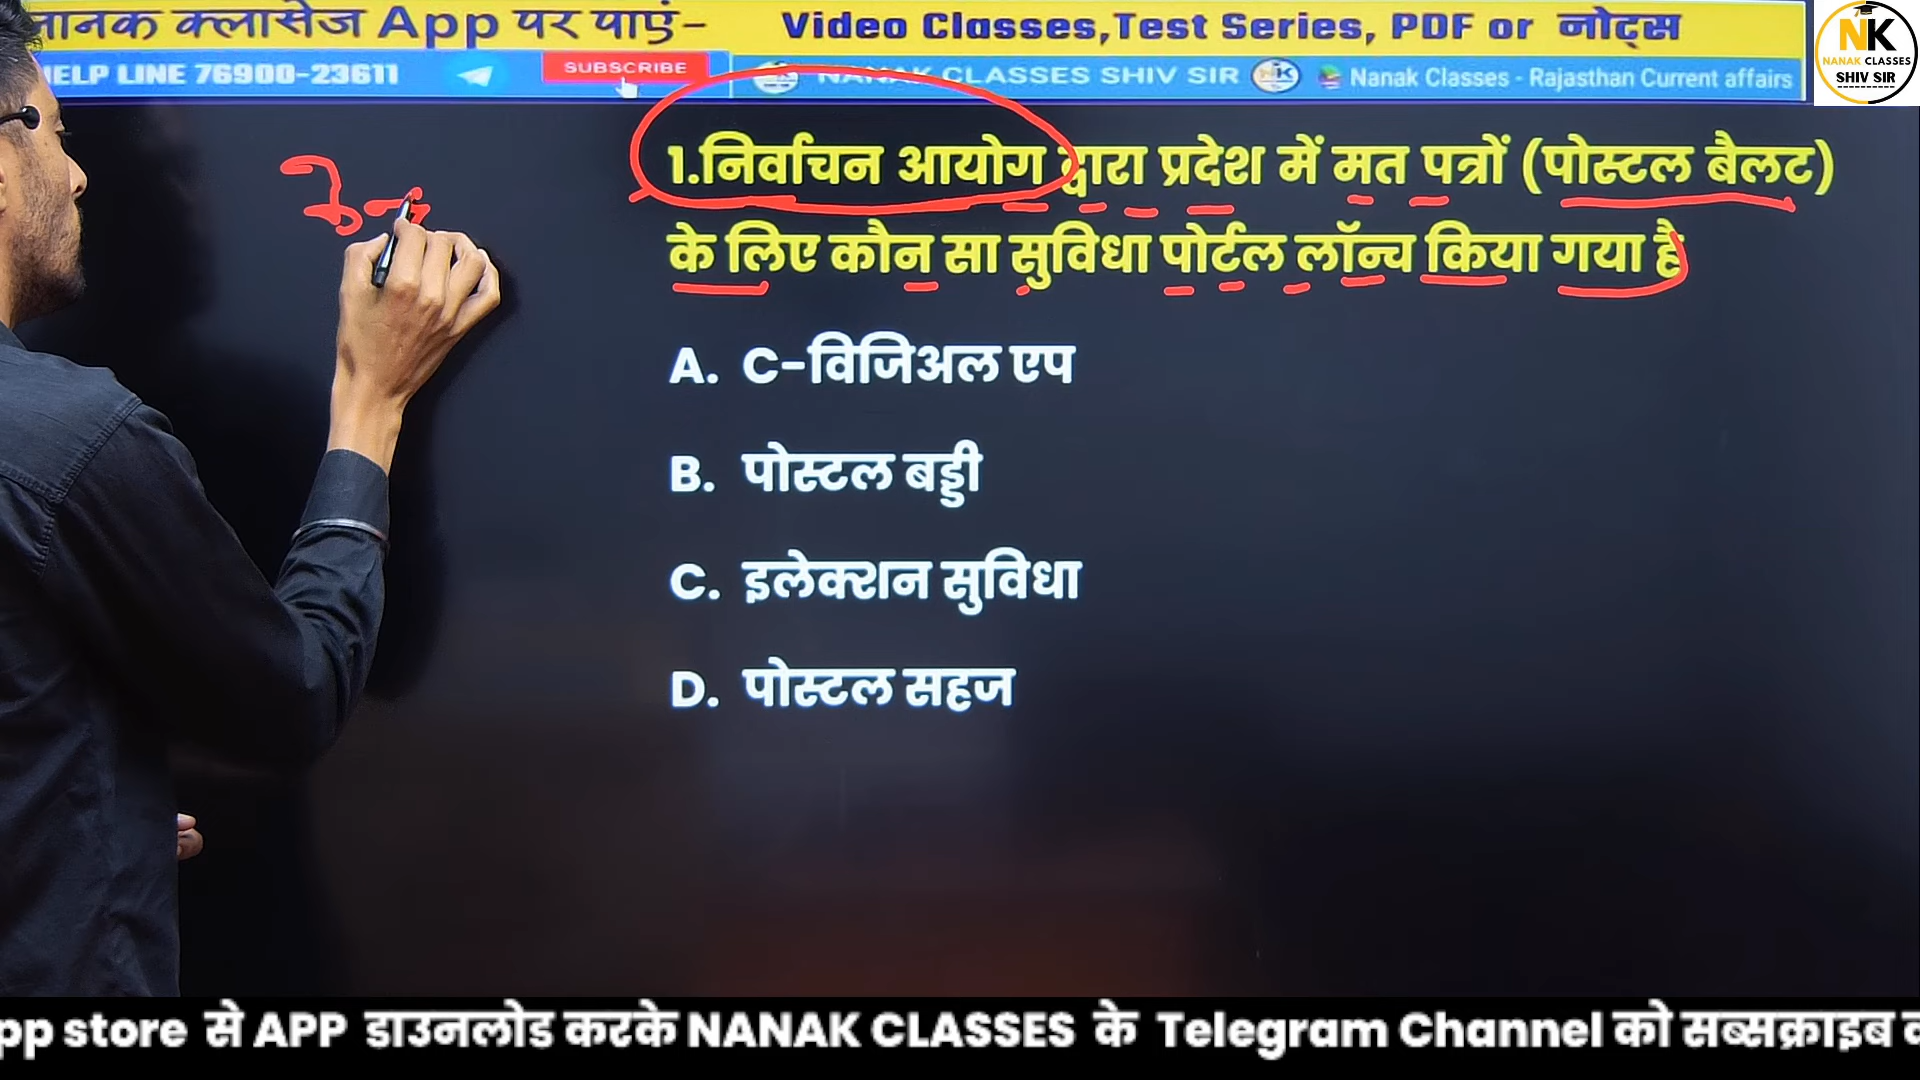 नानक क्लासेज App पर पाएं- Video Classes,Test Series, PDF or नोट्स
HELP LINE 76900-23611 SUBSCRIBE NANAK CLASSES SHIV SIR NK Nanak Classes - Rajasthan Current affairs
NK
NANAK CLASSES
SHIV SIR
1.निर्वाचन आयोग द्वारा प्रदेश में मत पत्रों (पोस्टल बैलट)
के लिए कौन सा सुविधा पोर्टल लॉन्च किया गया है
A. C-विजिअल एप
B. पोस्टल बड्डी
C. इलेक्शन सुविधा
D. पोस्टल सहज
pp store से APP डाउनलोड करके NANAK CLASSES के Telegram Channel को सब्सक्राइब